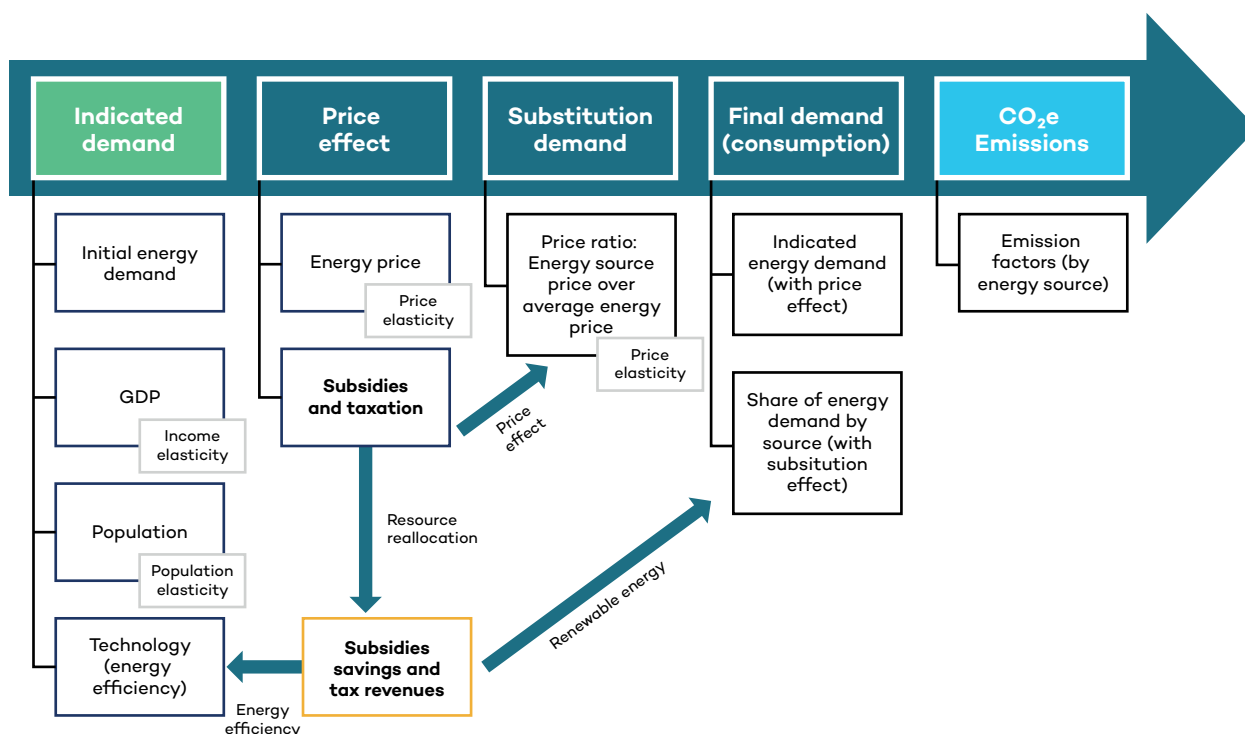 Indicated
demand
Price
effect
Substitution
demand
Final demand
(consumption)
CO₂e
Emissions
Initial energy
demand
GDP
Income
elasticity
Population
Population
elasticity
Technology
(energy
efficiency)
Energy price
Price
elasticity
Subsidies
and taxation
Price
effect
Resource
reallocation
Subsidies
savings and
tax revenues
Energy
efficiency
Renewable energy
Price ratio:
Energy source
price over
average energy
price
Price
elasticity
Indicated
energy demand
(with price
effect)
Share of energy
demand by
source (with
subsitution
effect)
Emission
factors (by
energy source)